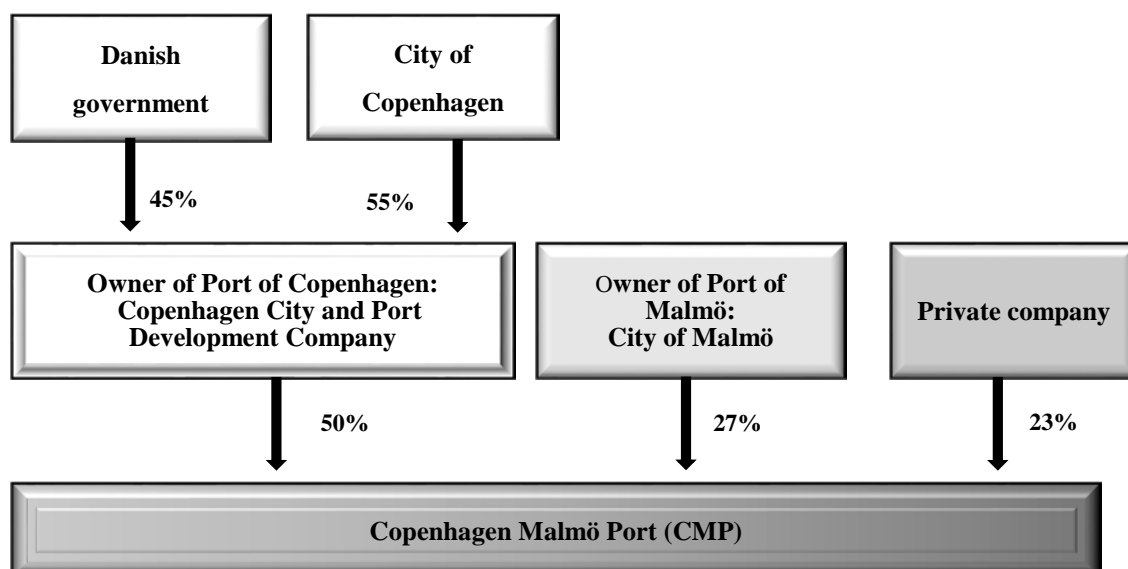 Danish
government
City of
Copenhagen
45%
55%
Owner of Port of Copenhagen:
Copenhagen City and Port
Development Company
Owner of Port of
Malmö:
City of Malmö
Private company
50%
27%
23%
Copenhagen Malmö Port (CMP)